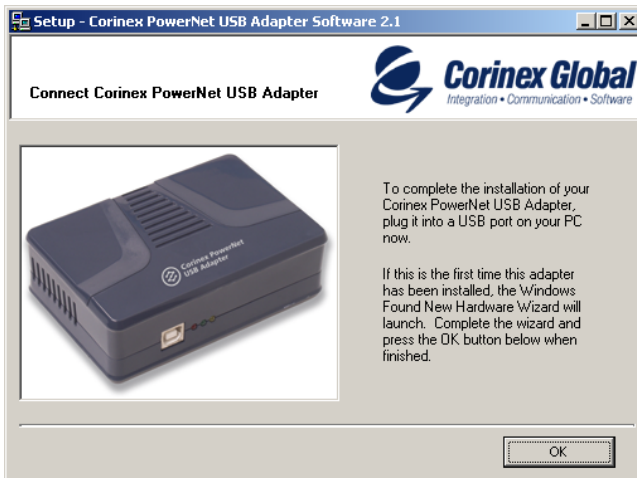 Setup - Corinex PowerNet USB Adapter Software 2.1
Connect Corinex PowerNet USB Adapter
Corinex Global
Integration • Communication • Software
Corinex PowerNet
USB Adapter
To complete the installation of your
Corinex PowerNet USB Adapter,
plug it into a USB port on your PC
now.
If this is the first time this adapter
has been installed, the Windows
Found New Hardware Wizard will
launch. Complete the wizard and
press the OK button below when
finished.
OK